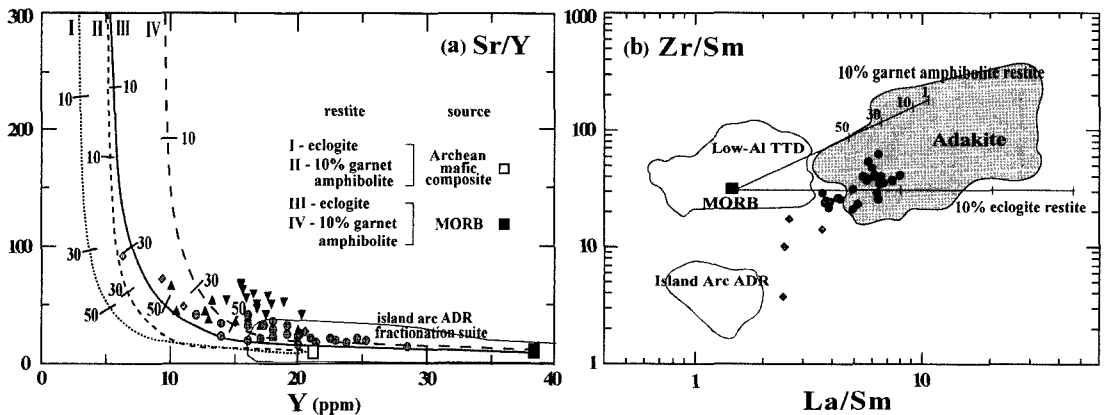 300
200
100
50
0
0
10
20
30
40
I
II
III
IV
(a) Sr/Y
10
10
10
10
30
30
30
30
50
50
50
restite
source
I - eclogite
II - 10% garnet
amphibolite
Archean
mafic
composite
III - eclogite
IV - 10% garnet
amphibolite
MORB
island arc ADR
fractionation suite
Y (ppm)
1000
100
10
1
1
10
(b) Zr/Sm
10% garnet amphibolite restite
1
10
30
50
Low-Al TTD
Adakite
MORB
10% eclogite restite
Island Arc ADR
La/Sm